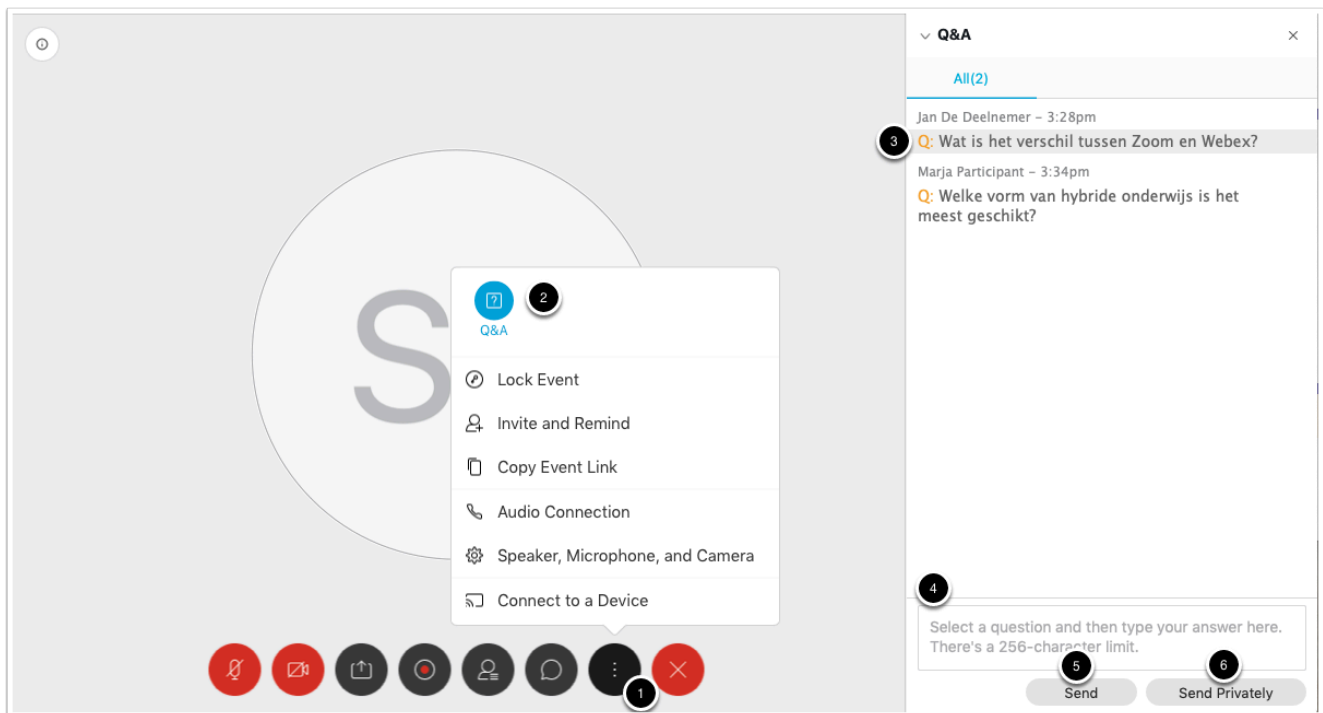 Q&A
All(2)
Jan De Deelnemer – 3:28pm
3
Q: Wat is het verschil tussen Zoom en Webex?
Marja Participant – 3:34pm
Q: Welke vorm van hybride onderwijs is het
meest geschikt?
S
2
Q&A
Lock Event
Invite and Remind
Copy Event Link
Audio Connection
Speaker, Microphone, and Camera
Connect to a Device
1
4
Select a question and then type your answer here.
There's a 256-character limit.
5
6
Send
Send Privately